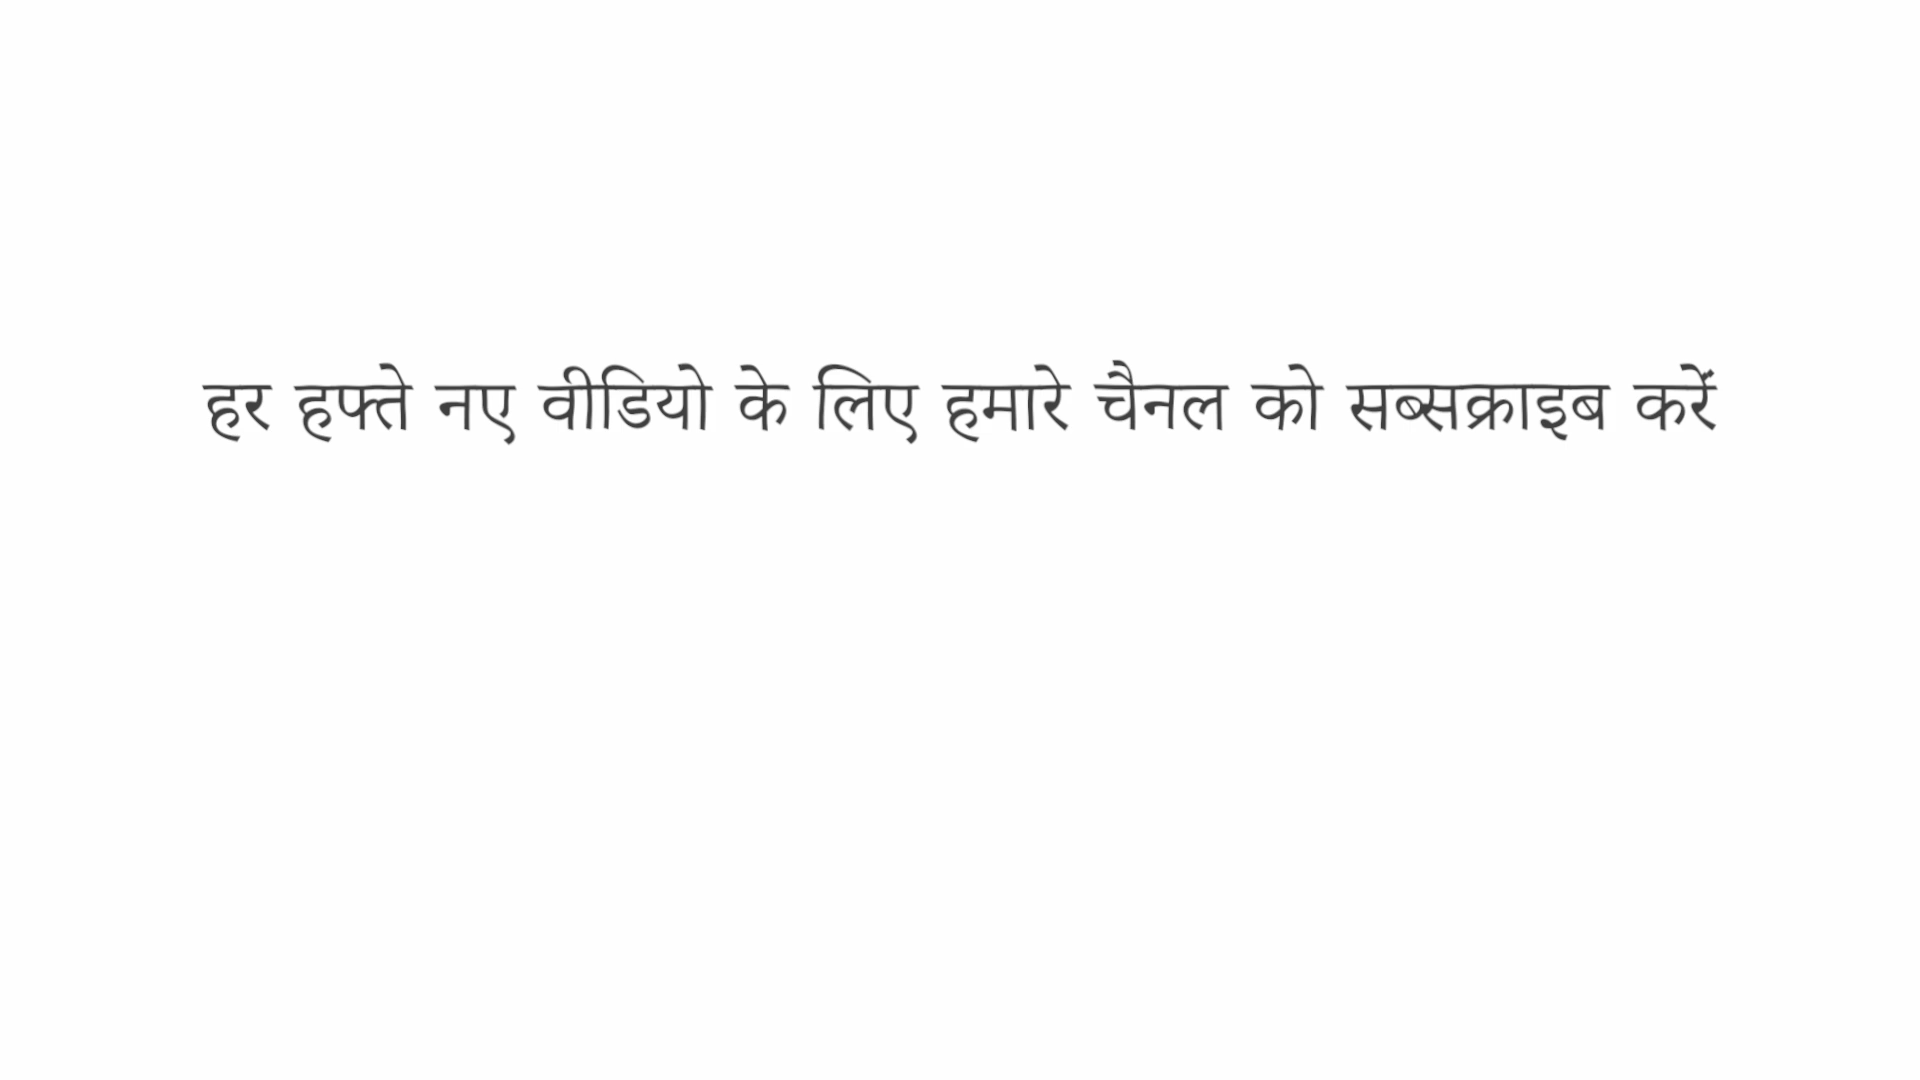 हर हफ्ते नए वीडियो के लिए हमारे चैनल को सब्सक्राइब करें